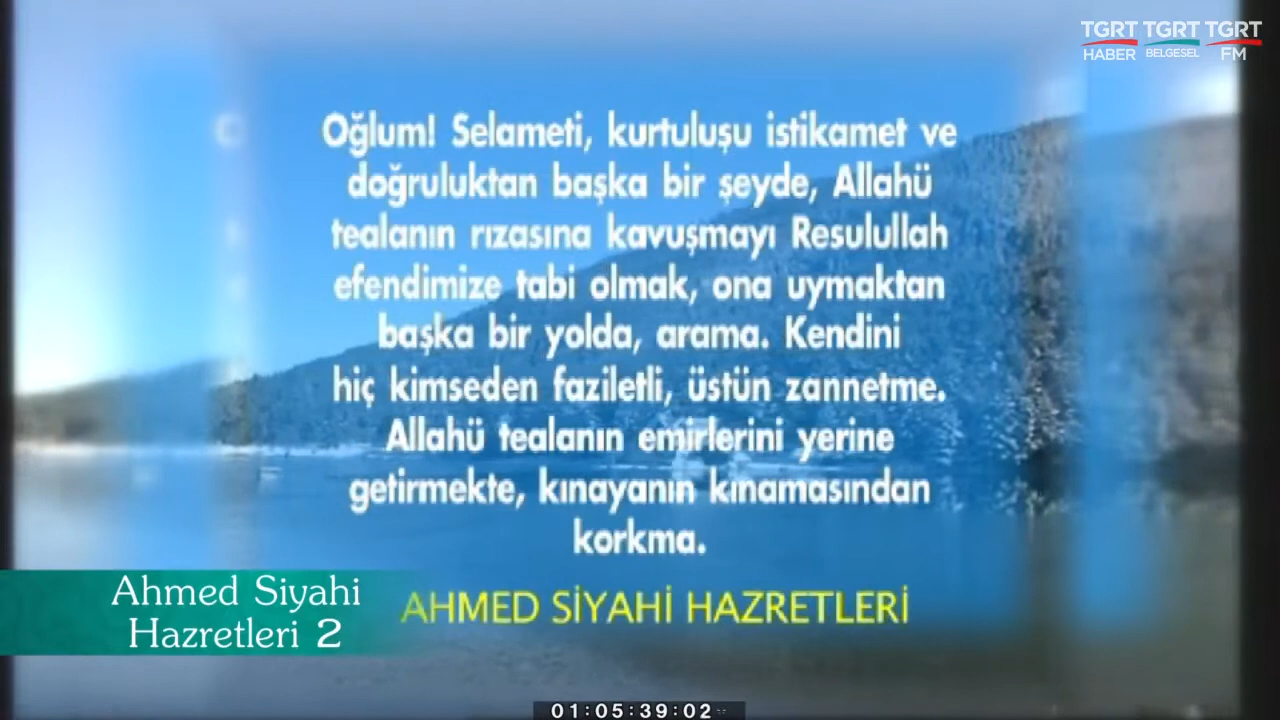 TGRT TGRT TGRT
HABER BELGESEL FM
Oğlum! Selameti, kurtuluşu istikamet ve
doğruluktan başka bir şeyde, Allahü
tealanın rızasına kavuşmayı Resulullah
efendimize tabi olmak, ona uymaktan
başka bir yolda, arama. Kendini
hiç kimseden faziletli, üstün zannetme.
Allahü tealanın emirlerini yerine
getirmekte, kınayanın kınamasından
korkma.
AHMED SİYAHİ HAZRETLERİ
Ahmed Siyahi
Hazretleri 2
01:05:39:02